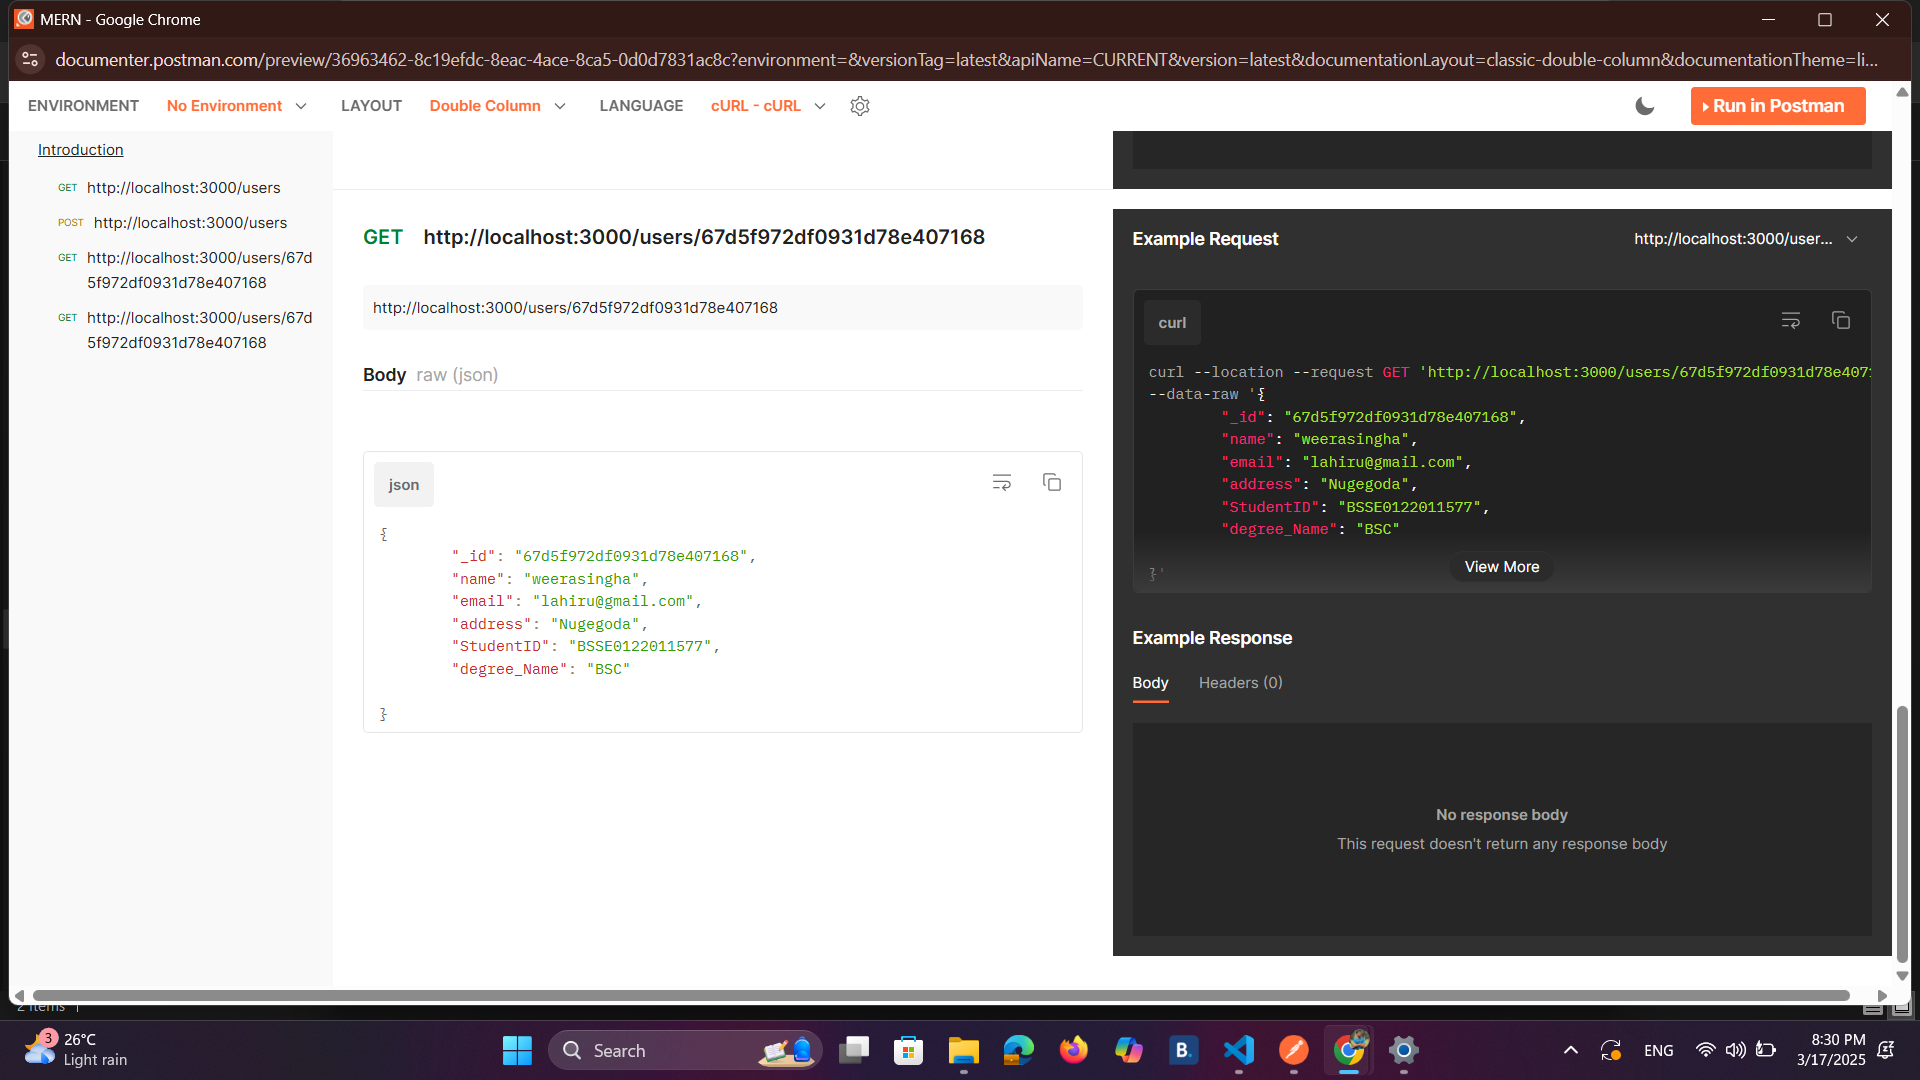 MERN - Google Chrome
documenter.postman.com/preview/36963462-8c19efdc-8eac-4ace-8ca5-0d0d7831ac8c?environment=&versionTag=latest&apiName=CURRENT&version=latest&documentationLayout=classic-double-column&documentationTheme=li...
ENVIRONMENT No Environment LAYOUT Double Column LANGUAGE cURL - cURL Run in Postman
Introduction
GET http://localhost:3000/users
POST http://localhost:3000/users
GET http://localhost:3000/users/67d
5f972df0931d78e407168
GET http://localhost:3000/users/67d
5f972df0931d78e407168
GET http://localhost:3000/users/67d5f972df0931d78e407168
http://localhost:3000/users/67d5f972df0931d78e407168
Body raw (json)
json
{
"_id": "67d5f972df0931d78e407168",
"name": "weerasingha",
"email": "lahiru@gmail.com",
"address": "Nugegoda",
"StudentID": "BSSE0122011577",
"degree_Name": "BSC"
}
Example Request http://localhost:3000/user...
curl
curl --location --request GET 'http://localhost:3000/users/67d5f972df0931d78e407
--data-raw '{
"_id": "67d5f972df0931d78e407168",
"name": "weerasingha",
"email": "lahiru@gmail.com",
"address": "Nugegoda",
"StudentID": "BSSE0122011577",
"degree_Name": "BSC"
View More
}'
Example Response
Body Headers (0)
No response body
This request doesn't return any response body
2 items
3 26°C
Light rain
Search
B.
ENG
8:30 PM
3/17/2025